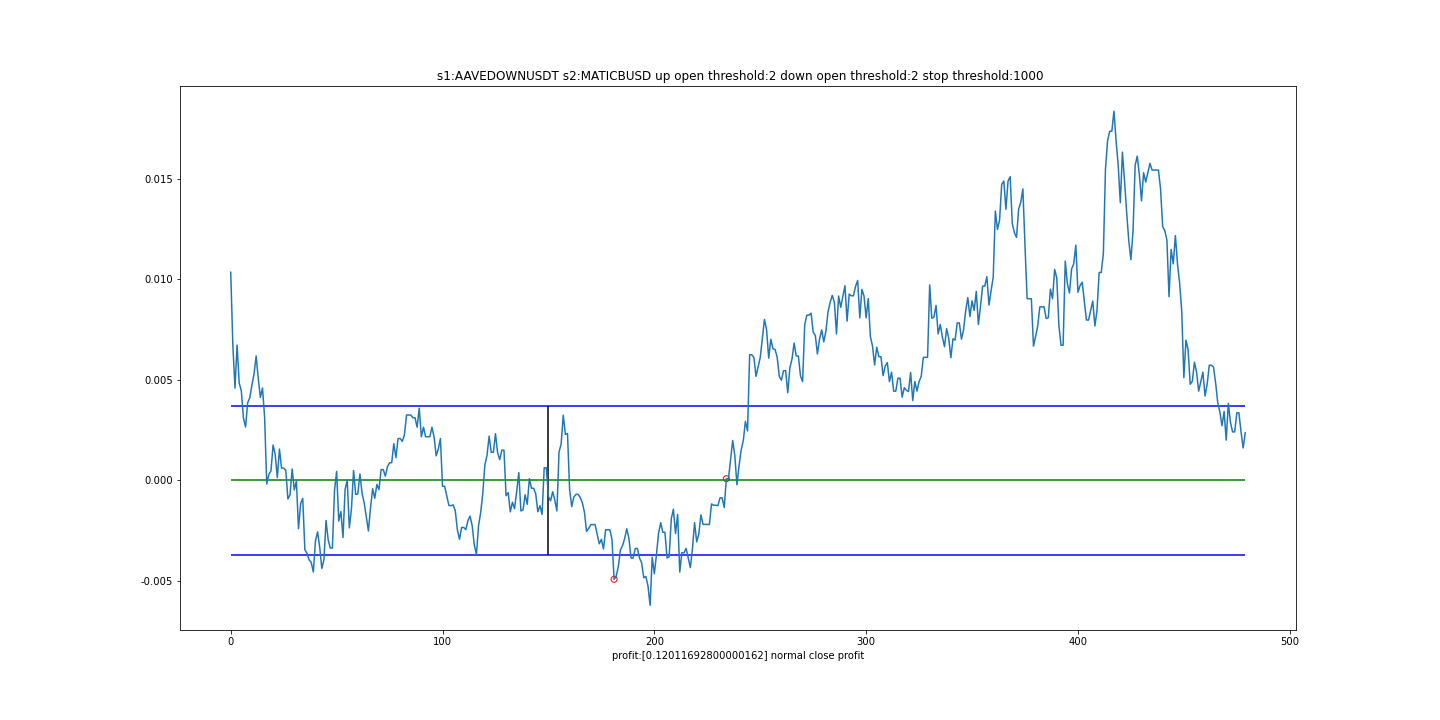 s1:AAVEDOWNUSDT s2:MATICBUSD up open threshold:2 down open threshold:2 stop threshold:1000
0.015
0.010
0.005
0.000
-0.005
0 100 200 300 400 500
profit:[0.12011692800000162] normal close profit